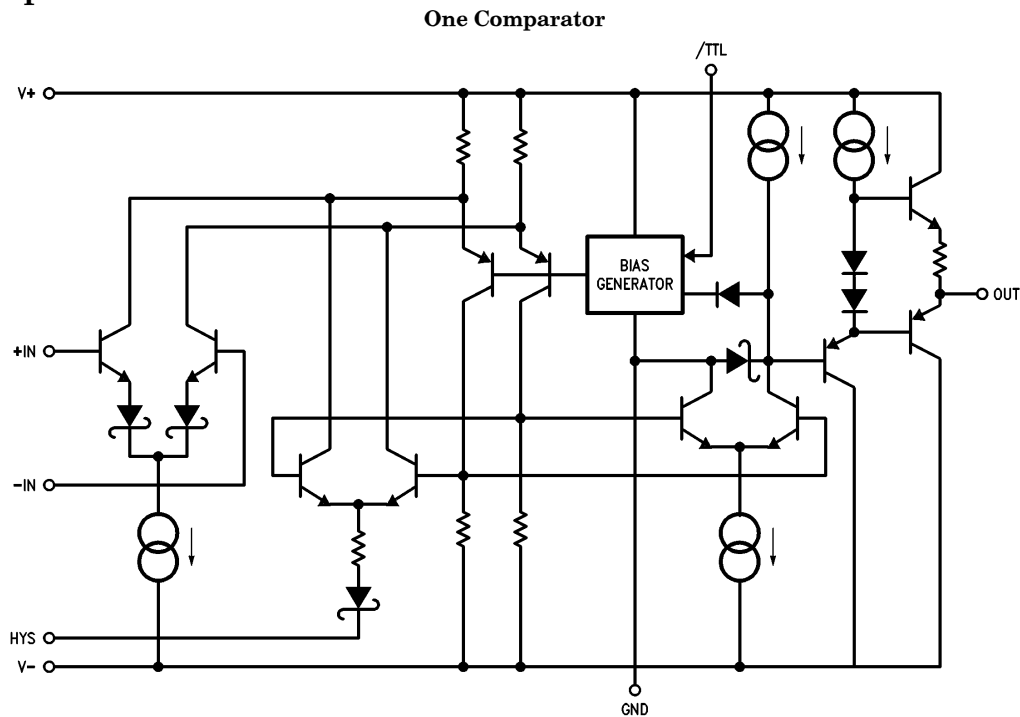 One Comparator
/TTL
V+
BIAS
GENERATOR
OUT
+IN
-IN
HYS
V-
GND